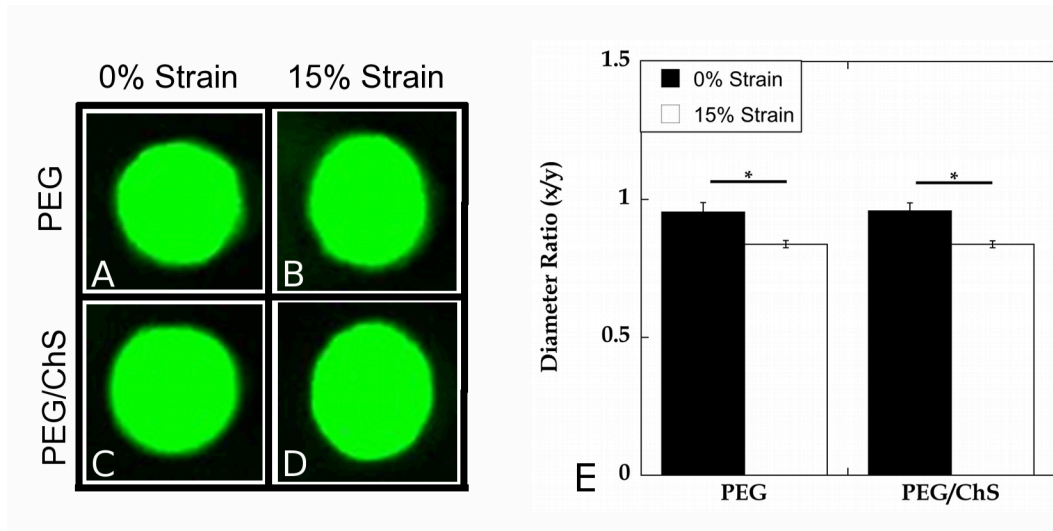 0% Strain 15% Strain
PEG
A
B
PEG/ChS
C
D
1.5
0% Strain
15% Strain
Diameter Ratio (x/y)
* *
1
0.5
0
E
PEG PEG/ChS